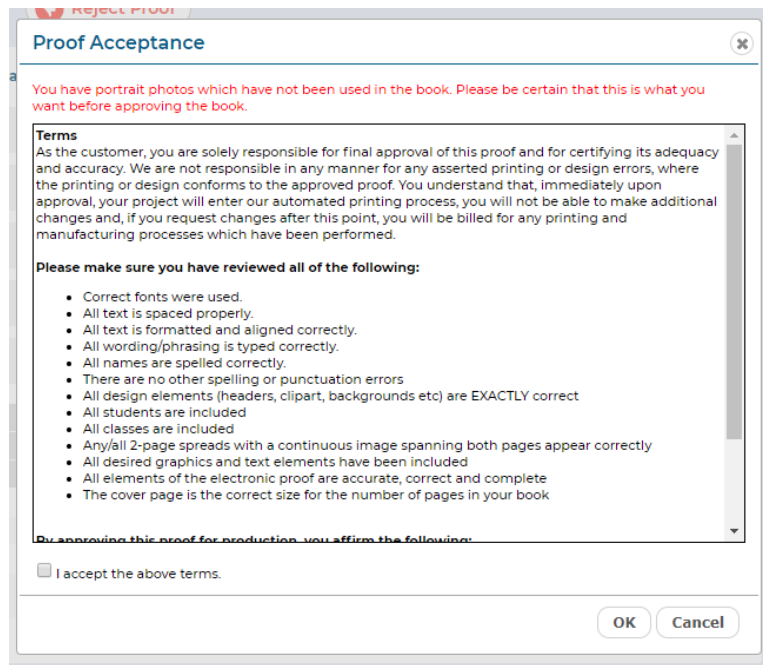 Reject Proof
Proof Acceptance
You have portrait photos which have not been used in the book. Please be certain that this is what you
want before approving the book.
Terms
As the customer, you are solely responsible for final approval of this proof and for certifying its adequacy
and accuracy. We are not responsible in any manner for any asserted printing or design errors, where
the printing or design conforms to the approved proof. You understand that, immediately upon
approval, your project will enter our automated printing process, you will not be able to make additional
changes and, if you request changes after this point, you will be billed for any printing and
manufacturing processes which have been performed.
Please make sure you have reviewed all of the following:
• Correct fonts were used.
• All text is spaced properly.
• All text is formatted and aligned correctly.
• All wording/phrasing is typed correctly.
• All names are spelled correctly.
• There are no other spelling or punctuation errors
• All design elements (headers, clipart, backgrounds etc) are EXACTLY correct
• All students are included
• All classes are included
• Any/all 2-page spreads with a continuous image spanning both pages appear correctly
• All desired graphics and text elements have been included
• All elements of the electronic proof are accurate, correct and complete
• The cover page is the correct size for the number of pages in your book
By approving this proof for production, you affirm the following:
I accept the above terms.
OK Cancel